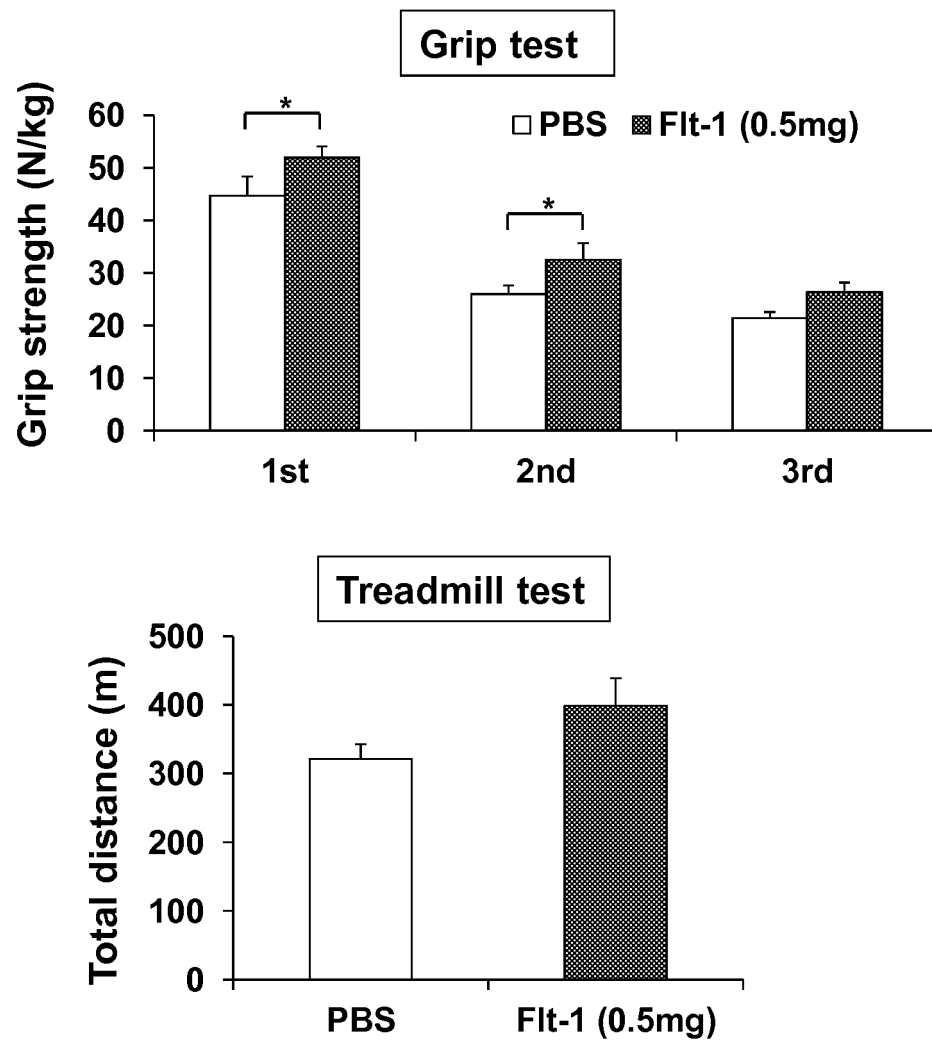 Grip test
Grip strength (N/kg)
60
50
40
30
20
10
0
*
*
PBS
Flt-1 (0.5mg)
1st
2nd
3rd
Treadmill test
Total distance (m)
500
400
300
200
100
0
PBS
Flt-1 (0.5mg)